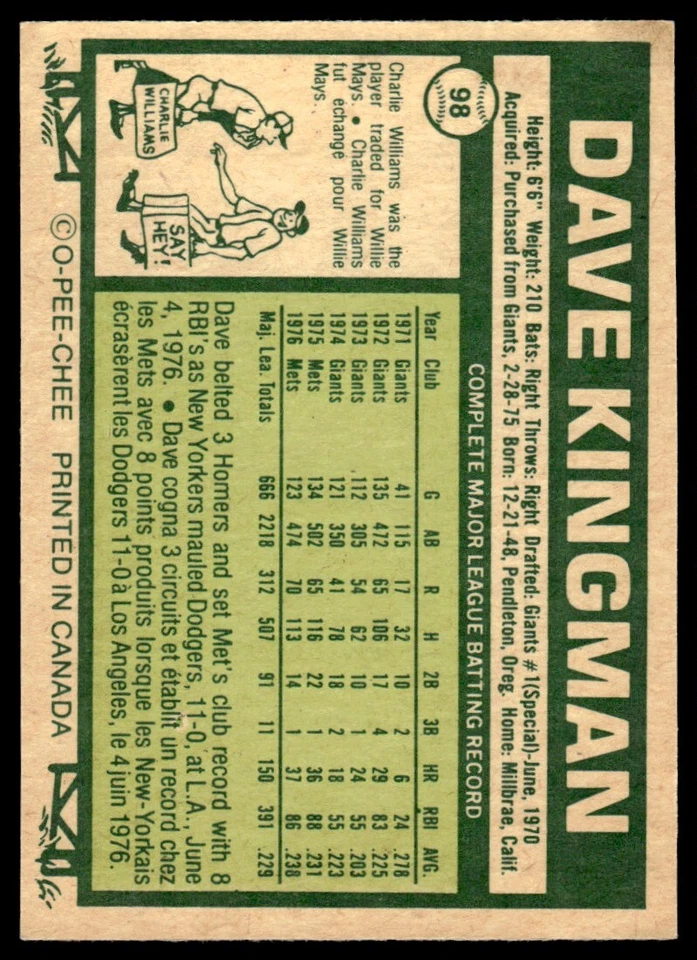 DAVE KINGMAN
98
Height: 6'6" Weight: 210 Bats: Right Throws: Right Drafted: Giants #1(Special)-June, 1970
Acquired: Purchased from Giants, 2-28-75 Born: 12-21-48, Pendleton, Oreg. Home: Millbrae, Calif.
Charlie Williams was the
player traded for Willie
Mays. • Charlie Williams
fut échangé pour Willie
Mays.
CHARLIE
WILLIAMS
SAY
HEY!
COMPLETE MAJOR LEAGUE BATTING RECORD
Year Club G AB R H 2B 3B HR RBI AVG.
1971 Giants 41 115 17 32 10 2 6 24 .278
1972 Giants 135 472 65 106 17 4 29 83 .225
1973 Giants 112 305 54 62 10 1 24 55 .203
1974 Giants 121 350 41 78 18 2 18 55 .223
1975 Mets 134 502 65 116 22 1 36 88 .231
1976 Mets 123 474 70 113 14 1 37 86 .238
Maj. Lea. Totals 666 2218 312 507 91 11 150 391 .229
Dave belted 3 Homers and set Met's club record with 8
RBI's as New Yorkers mauled Dodgers, 11-0, at L.A., June
4, 1976. • Dave cogna 3 circuits et établit un record chez
les Mets avec 8 points produits lorsque les New-Yorkais
écrasèrent les Dodgers 11-0 à Los Angeles, le 4 juin 1976.
© O-PEE-CHEE PRINTED IN CANADA